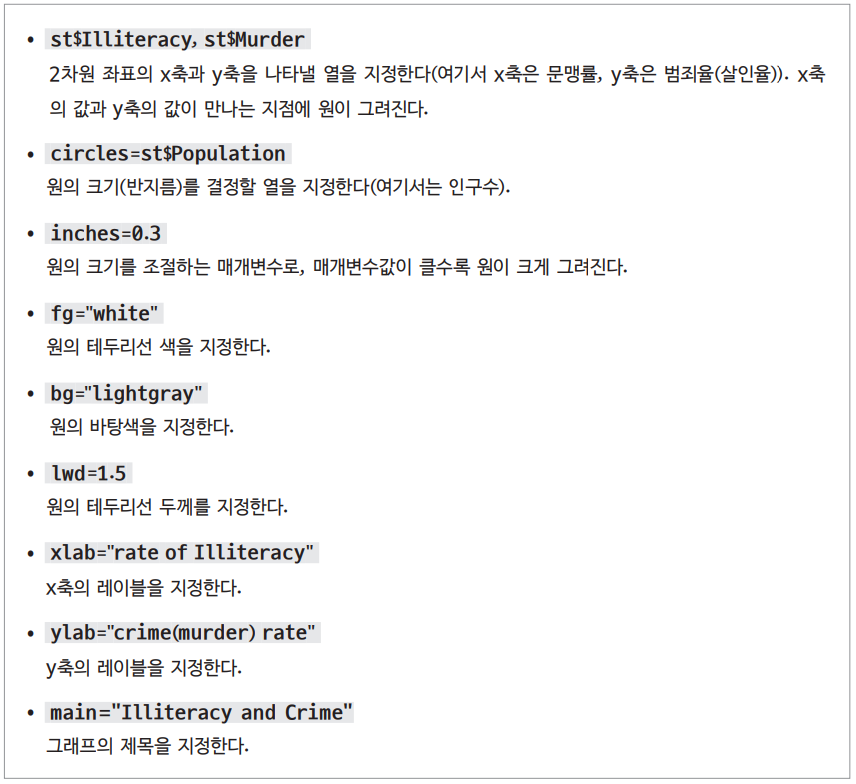 • st$Illiteracy, st$Murder
2차원 좌표의 x축과 y축을 나타낼 열을 지정한다(여기서 x축은 문맹률, y축은 범죄율(살인율)). x축
의 값과 y축의 값이 만나는 지점에 원이 그려진다.
• circles=st$Population
원의 크기(반지름)를 결정할 열을 지정한다(여기서는 인구수).
• inches=0.3
원의 크기를 조절하는 매개변수로, 매개변수값이 클수록 원이 크게 그려진다.
• fg="white"
원의 테두리선 색을 지정한다.
• bg="lightgray"
원의 바탕색을 지정한다.
• lwd=1.5
원의 테두리선 두께를 지정한다.
• xlab="rate of Illiteracy"
x축의 레이블을 지정한다.
• ylab="crime(murder) rate"
y축의 레이블을 지정한다.
• main="Illiteracy and Crime"
그래프의 제목을 지정한다.